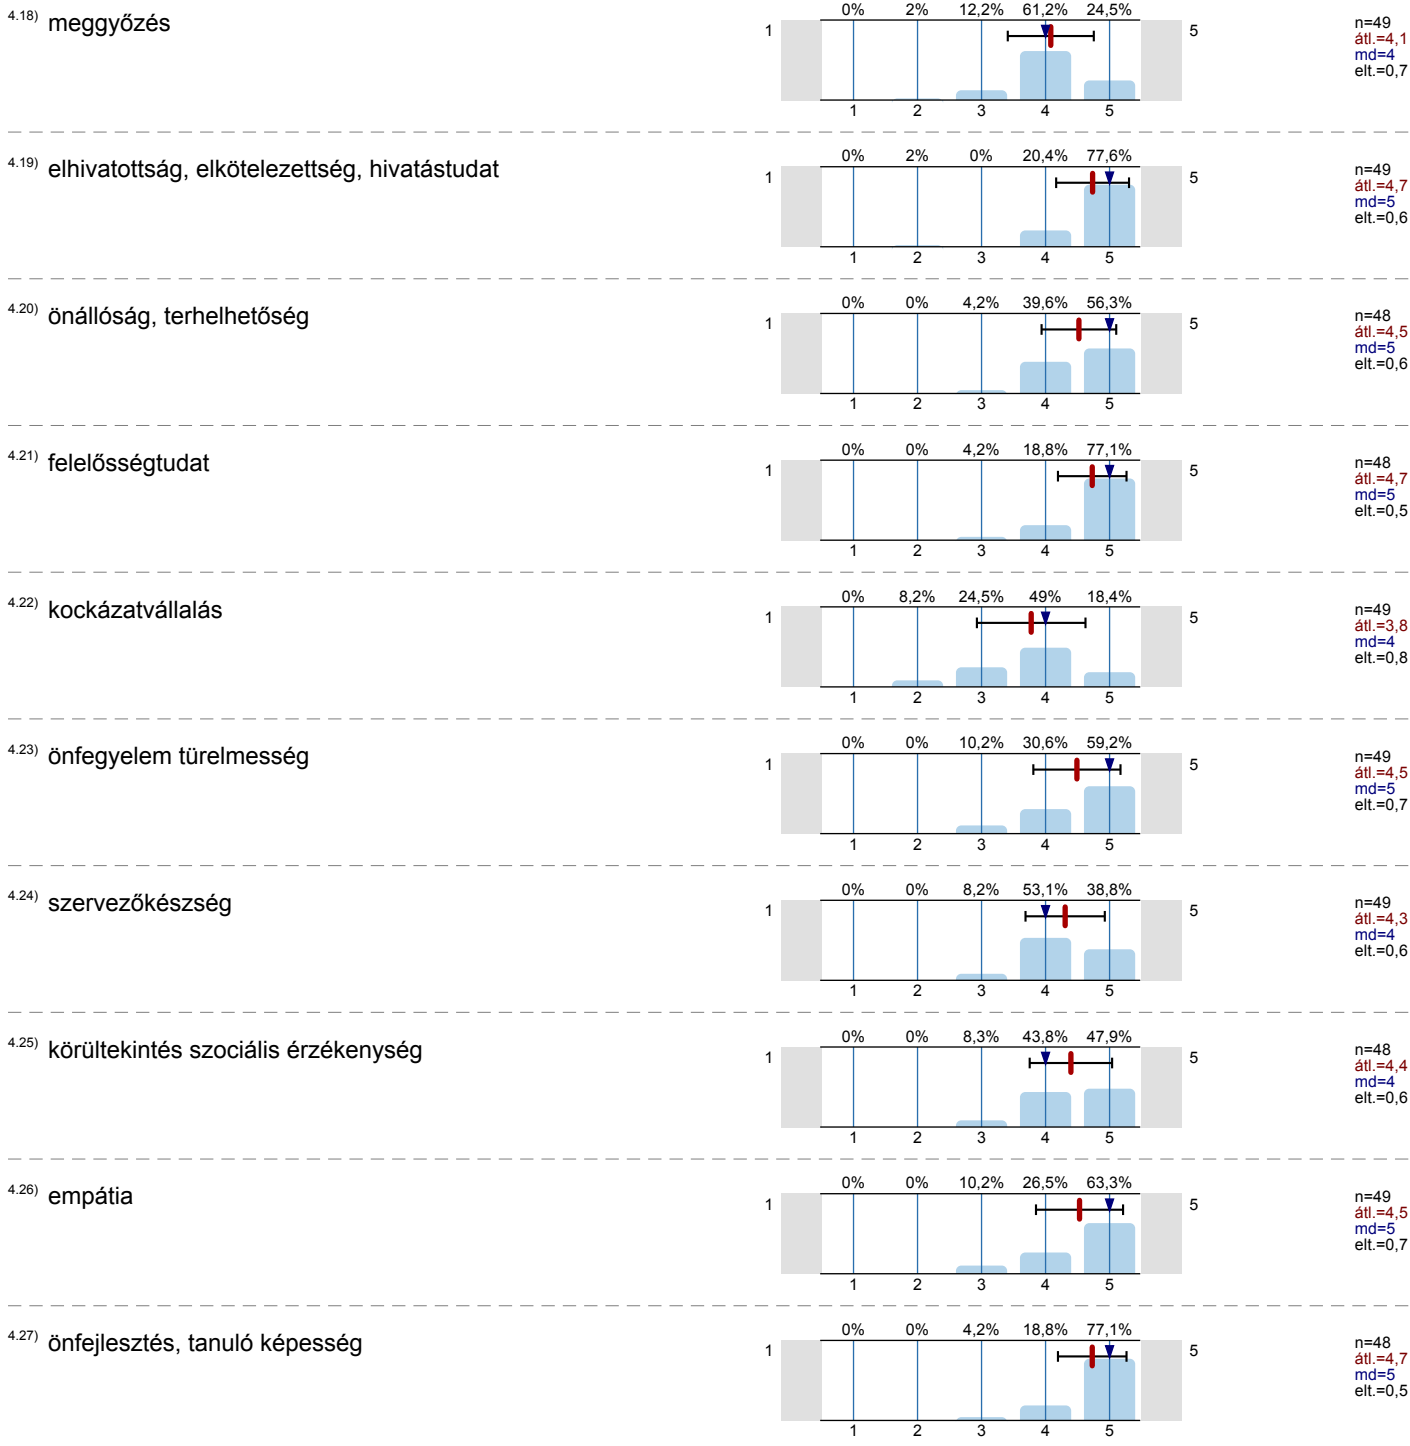 4.18) meggyőzés
0% 2% 12,2% 61,2% 24,5%
1 5
1 2 3 4 5
n=49
átl.=4,1
md=4
elt.=0,7
4.19) elhivatottság, elkötelezettség, hivatástudat
0% 2% 0% 20,4% 77,6%
1 5
1 2 3 4 5
n=49
átl.=4,7
md=5
elt.=0,6
4.20) önállóság, terhelhetőség
0% 0% 4,2% 39,6% 56,3%
1 5
1 2 3 4 5
n=48
átl.=4,5
md=5
elt.=0,6
4.21) felelősségtudat
0% 0% 4,2% 18,8% 77,1%
1 5
1 2 3 4 5
n=48
átl.=4,7
md=5
elt.=0,5
4.22) kockázatvállalás
0% 8,2% 24,5% 49% 18,4%
1 5
1 2 3 4 5
n=49
átl.=3,8
md=4
elt.=0,8
4.23) önfegyelem türelmesség
0% 0% 10,2% 30,6% 59,2%
1 5
1 2 3 4 5
n=49
átl.=4,5
md=5
elt.=0,7
4.24) szervezőkészség
0% 0% 8,2% 53,1% 38,8%
1 5
1 2 3 4 5
n=49
átl.=4,3
md=4
elt.=0,6
4.25) körültekintés szociális érzékenység
0% 0% 8,3% 43,8% 47,9%
1 5
1 2 3 4 5
n=48
átl.=4,4
md=4
elt.=0,6
4.26) empátia
0% 0% 10,2% 26,5% 63,3%
1 5
1 2 3 4 5
n=49
átl.=4,5
md=5
elt.=0,7
4.27) önfejlesztés, tanuló képesség
0% 0% 4,2% 18,8% 77,1%
1 5
1 2 3 4 5
n=48
átl.=4,7
md=5
elt.=0,5